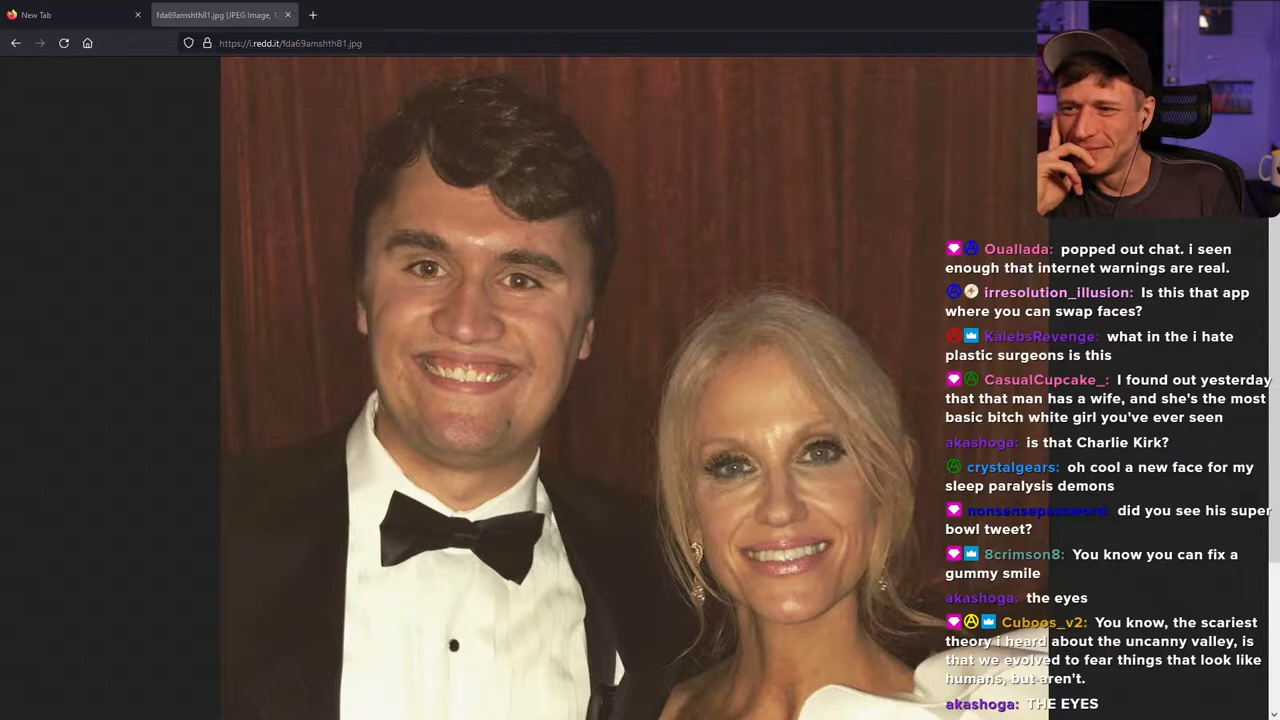 New Tab
fda69amshth81.jpg (JPEG Image, 1
https://i.redd.it/fda69amshth81.jpg
Ouallada: popped out chat. i seen
enough that internet warnings are real.
irresolution_illusion: Is this that app
where you can swap faces?
KalebsRevenge: what in the i hate
plastic surgeons is this
CasualCupcake_: I found out yesterday
that that man has a wife, and she's the most
basic bitch white girl you've ever seen
akashoga: is that Charlie Kirk?
crystalgears: oh cool a new face for my
sleep paralysis demons
nonsensepassword: did you see his super
bowl tweet?
8crimson8: You know you can fix a
gummy smile
akashoga: the eyes
Cuboos_v2: You know, the scariest
theory i heard about the uncanny valley, is
that we evolved to fear things that look like
humans, but aren't.
akashoga: THE EYES